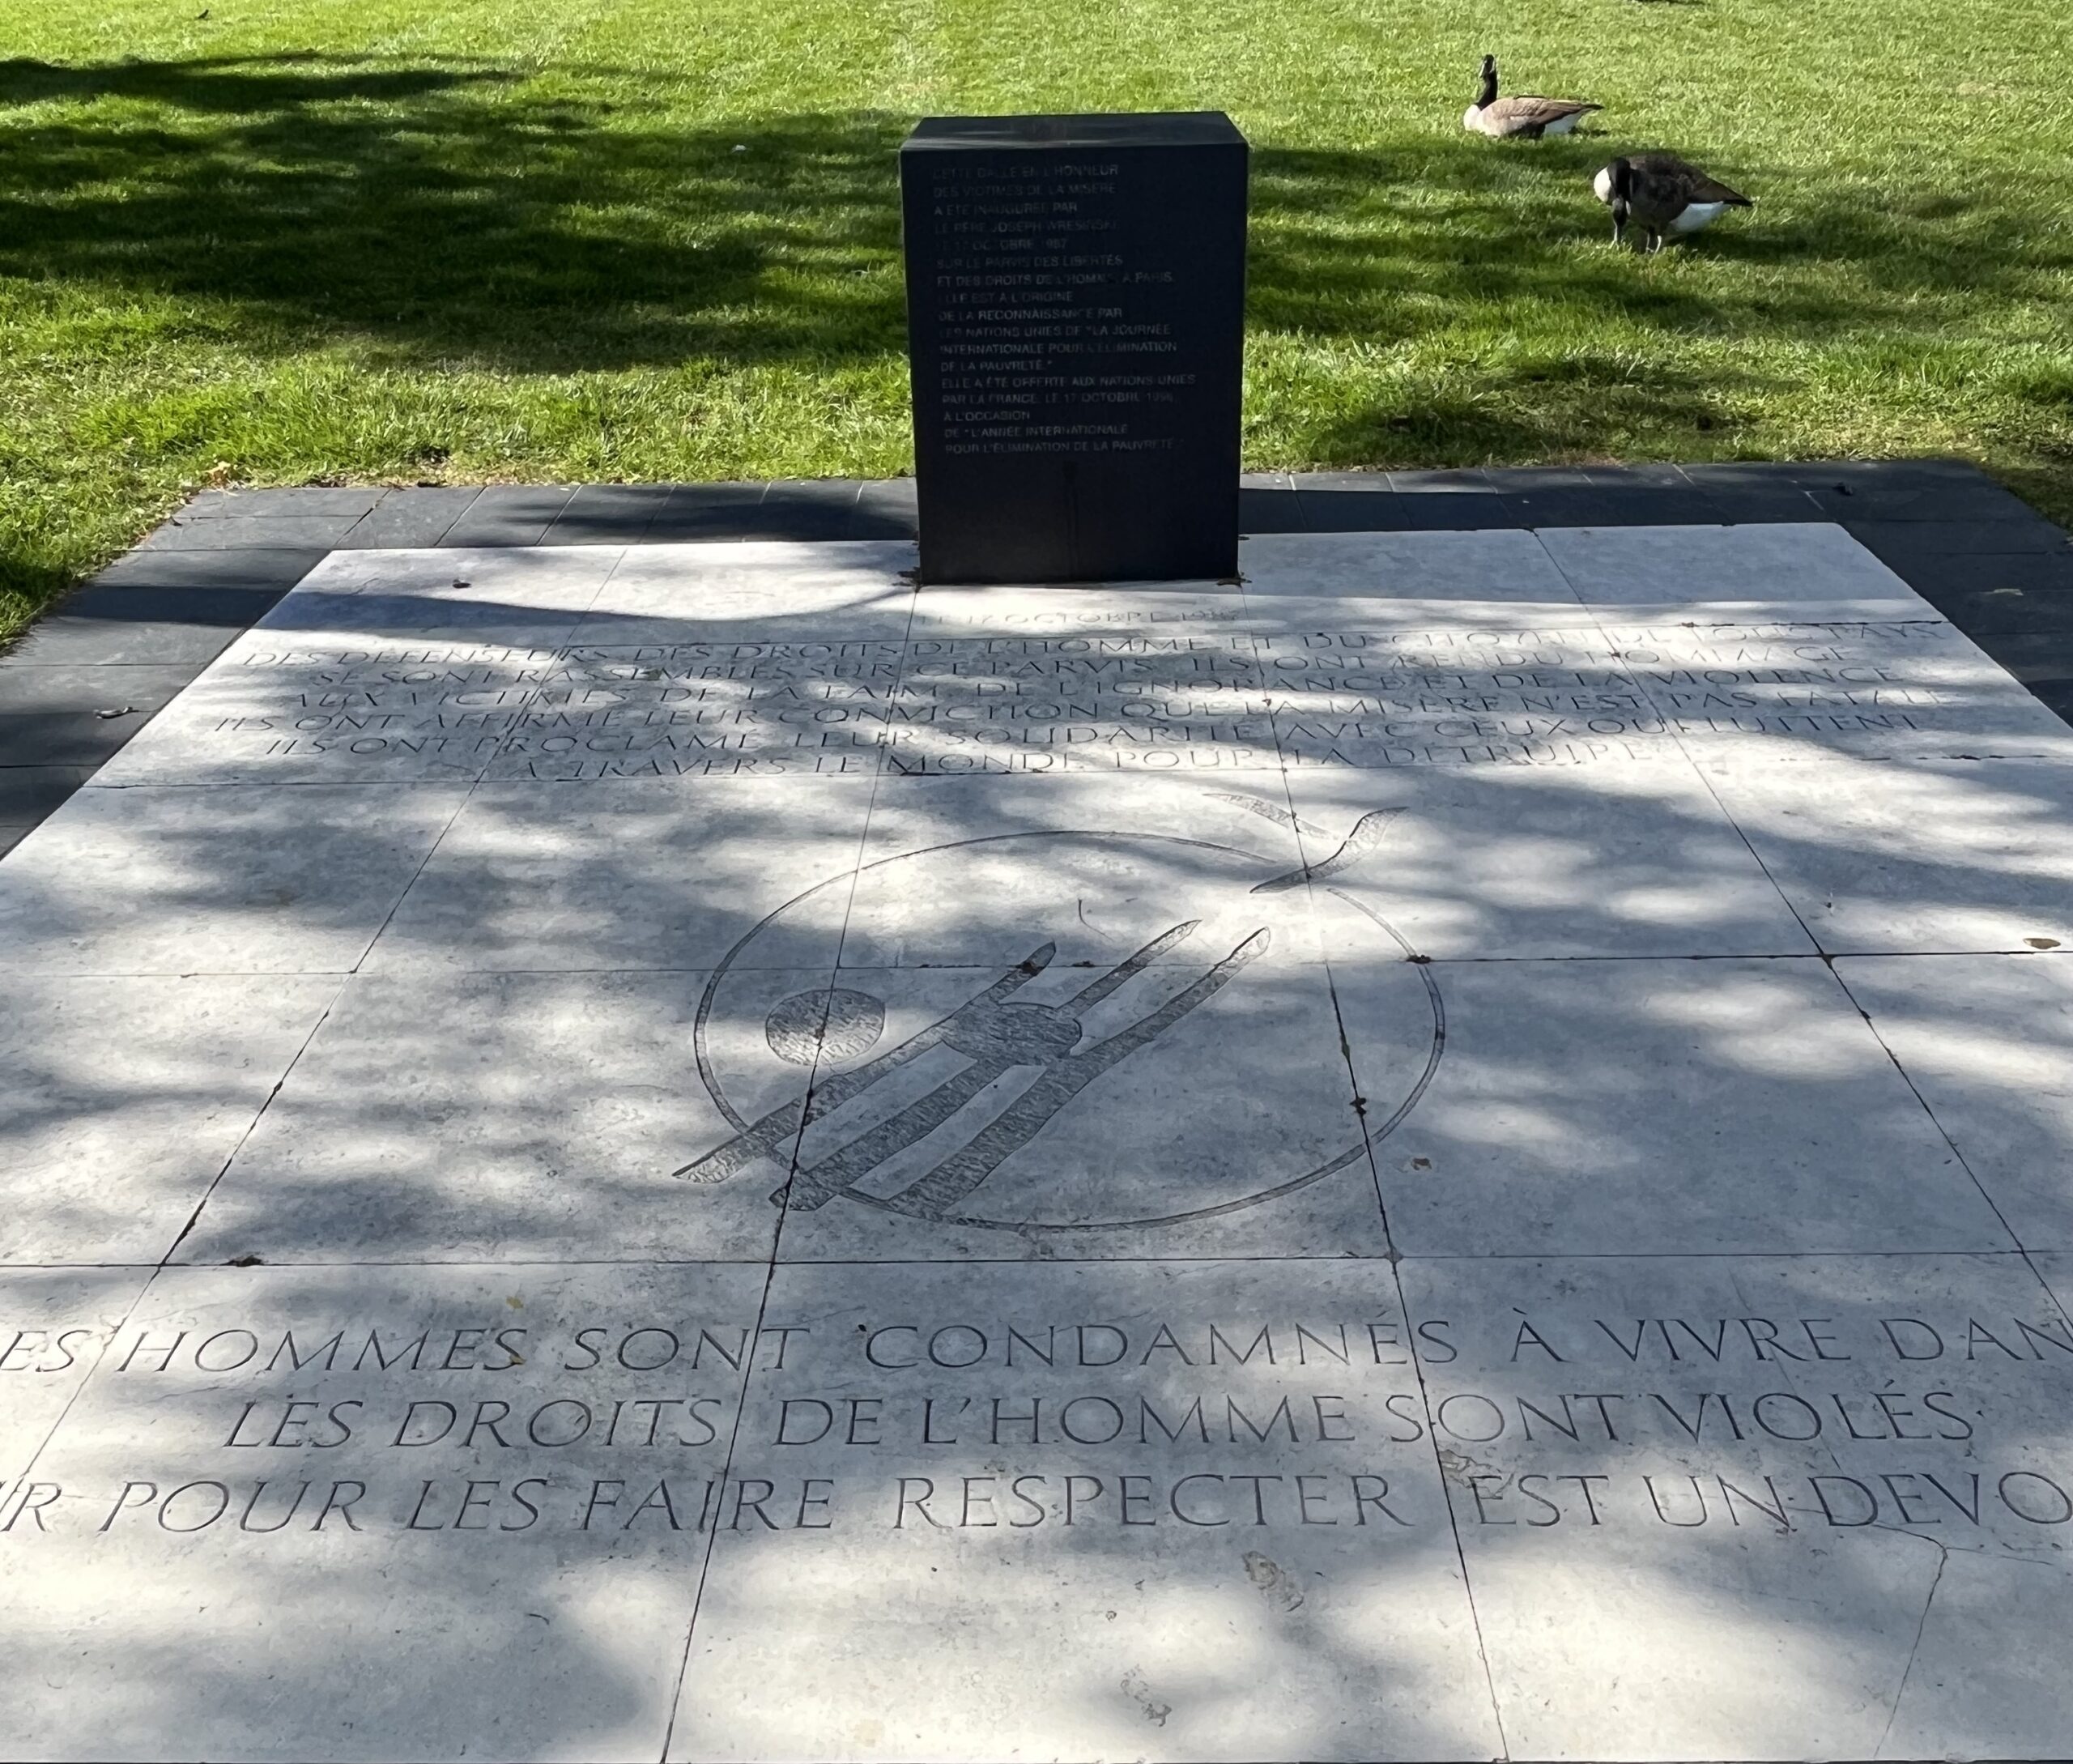 CETTE DALLE EN L'HONNEUR
DES VICTIMES DE LA MISÈRE
A ÉTÉ INAUGURÉE PAR
LE PÈRE JOSEPH WRESINSKI
LE 17 OCTOBRE 1987
SUR LE PARVIS DES LIBERTÉS
ET DES DROITS DE L'HOMME À PARIS.
ELLE EST À L'ORIGINE
DE LA RECONNAISSANCE PAR
LES NATIONS UNIES DE "LA JOURNÉE
INTERNATIONALE POUR L'ÉLIMINATION
DE LA PAUVRETÉ."
ELLE A ÉTÉ OFFERTE AUX NATIONS UNIES
PAR LA FRANCE, LE 17 OCTOBRE 1996,
A L'OCCASION
DE "L'ANNÉE INTERNATIONALE
POUR L'ÉLIMINATION DE LA PAUVRETÉ."
LE 17 OCTOBRE 1987
DES DÉFENSEURS DES DROITS DE L'HOMME ET DU CITOYEN DE TOUS PAYS
SE SONT RASSEMBLÉS SUR CE PARVIS. ILS ONT RENDU HOMMAGE
AUX VICTIMES DE LA FAIM, DE L'IGNORANCE ET DE LA VIOLENCE.
ILS ONT AFFIRMÉ LEUR CONVICTION QUE LA MISÈRE N'EST PAS FATALE.
ILS ONT PROCLAMÉ LEUR SOLIDARITÉ AVEC CEUX QUI LUTTENT
À TRAVERS LE MONDE POUR LA DÉTRUIRE.
ES HOMMES SONT CONDAMNÉS À VIVRE DAN
LES DROITS DE L'HOMME SONT VIOLÉS
IR POUR LES FAIRE RESPECTER EST UN DEVO